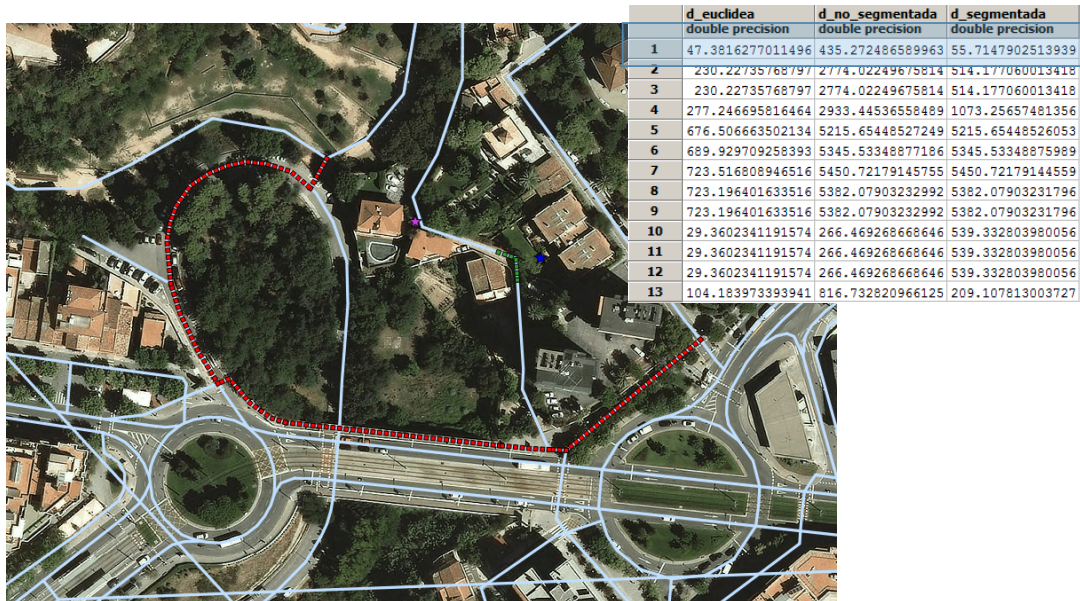 d_euclidea d_no_segmentada d_segmentada
double precision double precision double precision
1 47.3816277011496 435.272486589963 55.7147902513939
2 230.22735768797 2774.02249675814 514.177060013418
3 230.22735768797 2774.02249675814 514.177060013418
4 277.246695816464 2933.44536558489 1073.25657481356
5 676.506663502134 5215.65448527249 5215.65448526053
6 689.929709258393 5345.53348877186 5345.53348875989
7 723.516808946516 5450.72179145755 5450.72179144559
8 723.196401633516 5382.07903232992 5382.07903231796
9 723.196401633516 5382.07903232992 5382.07903231796
10 29.3602341191574 266.469268668646 539.332803980056
11 29.3602341191574 266.469268668646 539.332803980056
12 29.3602341191574 266.469268668646 539.332803980056
13 104.183973393941 816.732820966125 209.107813003727